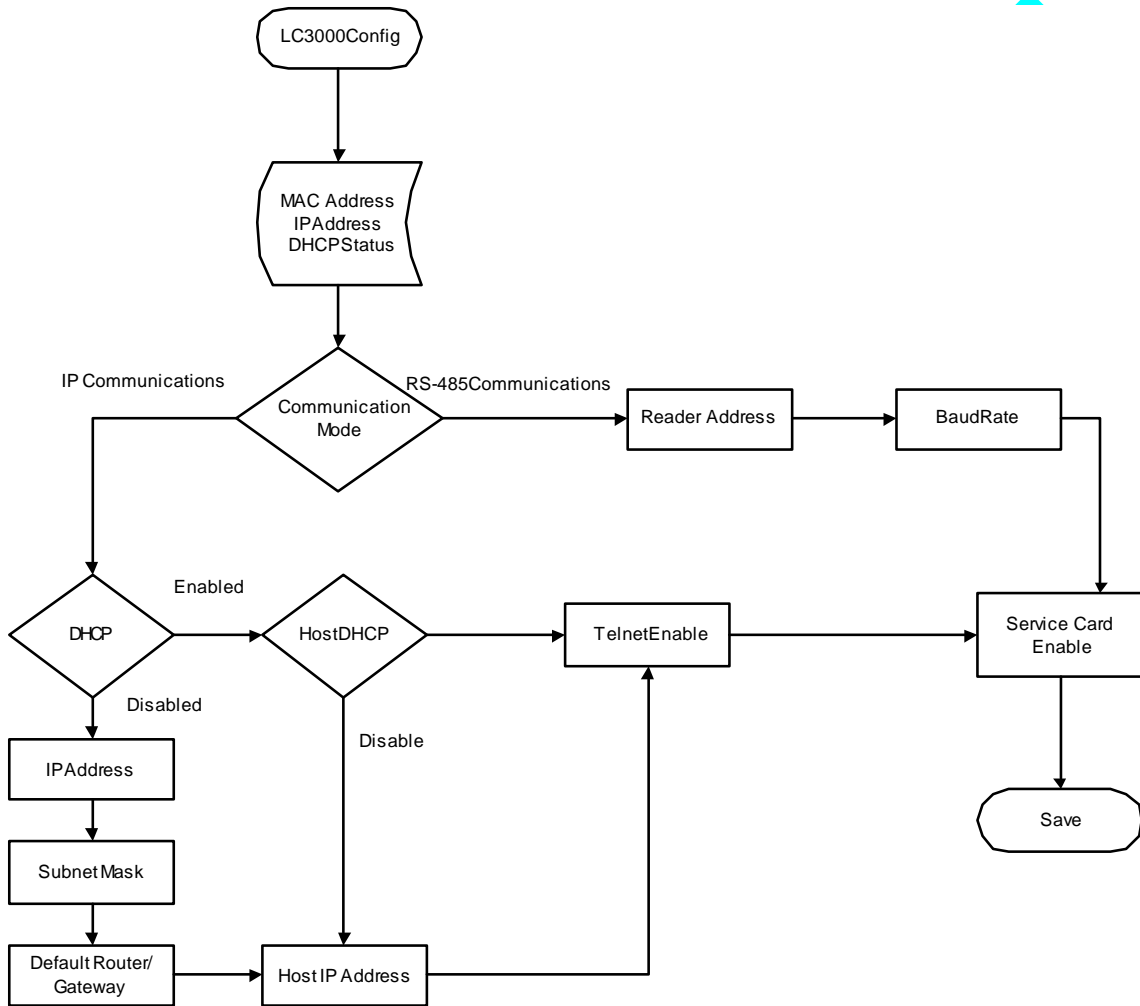 LC3000Config
MAC Address
IPAddress
DHCPStatus
IP Communications
RS-485Communications
Communication
Mode
Reader Address
BaudRate
DHCP
Enabled
HostDHCP
TelnetEnable
Service Card
Enable
Disabled
Disable
IPAddress
Save
Subnet Mask
Default Router/
Gateway
Host IP Address